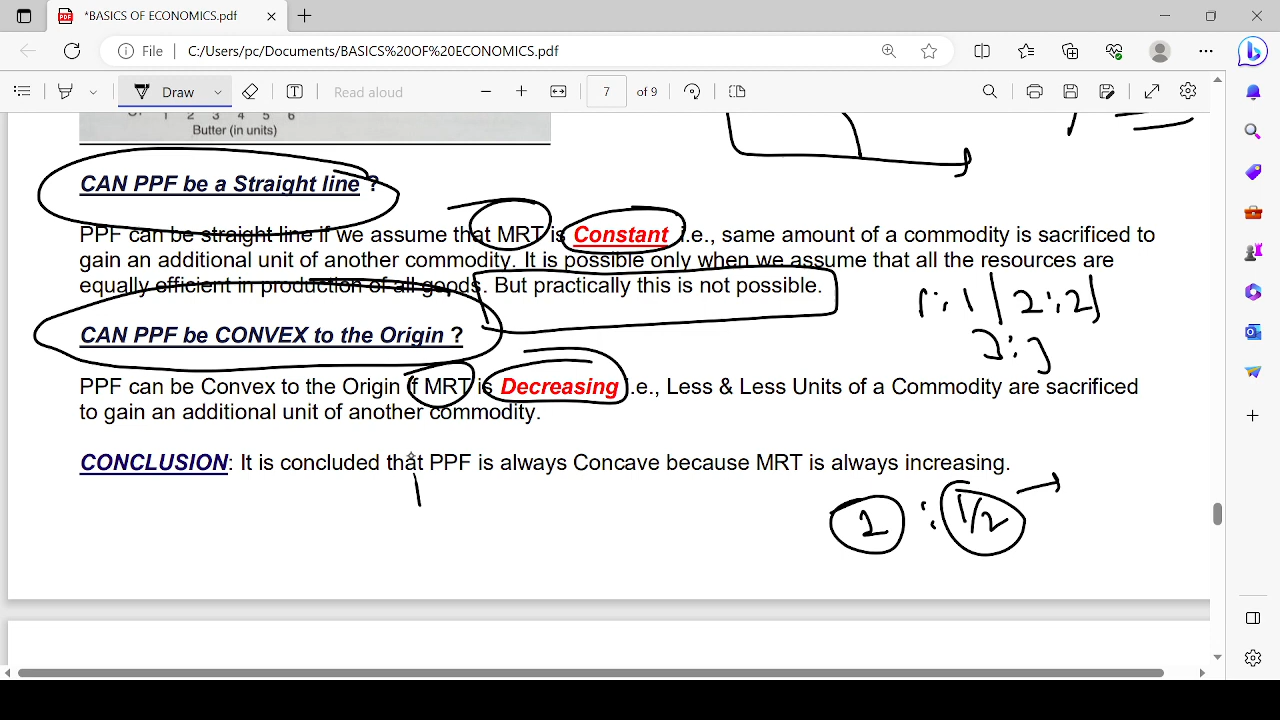 *BASICS OF ECONOMICS.pdf
File | C:/Users/pc/Documents/BASICS%20OF%20ECONOMICS.pdf
Draw
Read aloud
7 of 9
1 2 3 4 5 6
Butter (in units)
CAN PPF be a Straight line ?
PPF can be straight line if we assume that MRT is Constant i.e., same amount of a commodity is sacrificed to
gain an additional unit of another commodity. It is possible only when we assume that all the resources are
equally efficient in production of all goods. But practically this is not possible.
1:1 | 2:2 |
3:3
CAN PPF be CONVEX to the Origin ?
PPF can be Convex to the Origin if MRT is Decreasing i.e., Less & Less Units of a Commodity are sacrificed
to gain an additional unit of another commodity.
CONCLUSION: It is concluded that PPF is always Concave because MRT is always increasing.
1/2